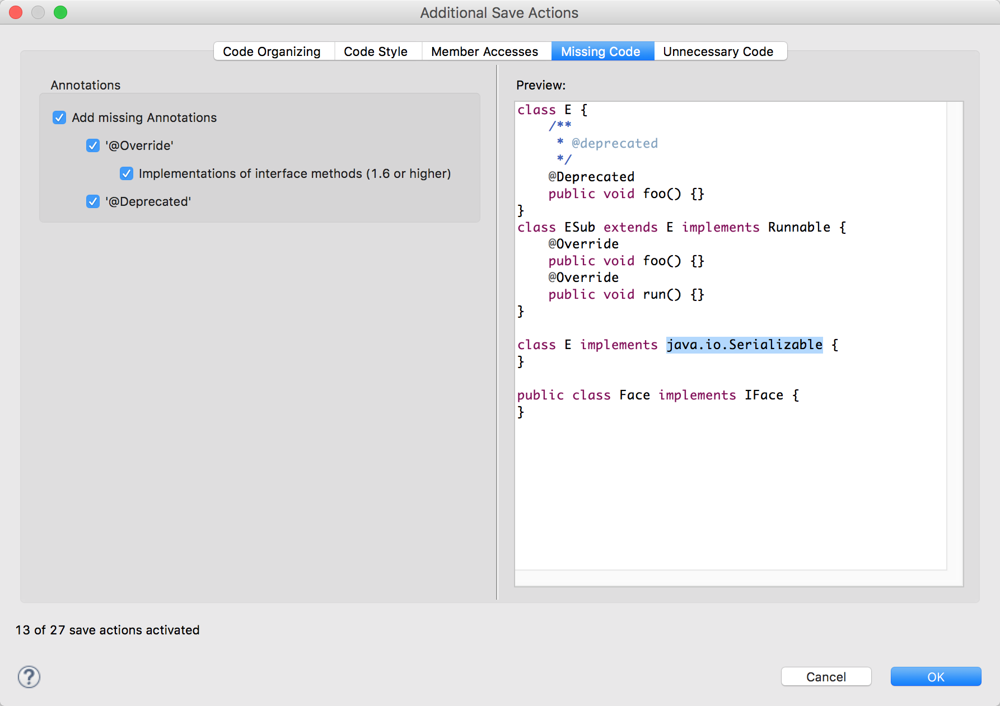 Additional Save Actions
Code Organizing
Code Style
Member Accesses
Missing Code
Unnecessary Code
Annotations
Add missing Annotations
'@Override'
Implementations of interface methods (1.6 or higher)
'@Deprecated'
Preview:
class E {
    /**
     * @deprecated
     */
    @Deprecated
    public void foo() {}
}
class ESub extends E implements Runnable {
    @Override
    public void foo() {}
    @Override
    public void run() {}
}
class E implements java.io.Serializable {
}
public class Face implements IFace {
}
13 of 27 save actions activated
?
Cancel
OK